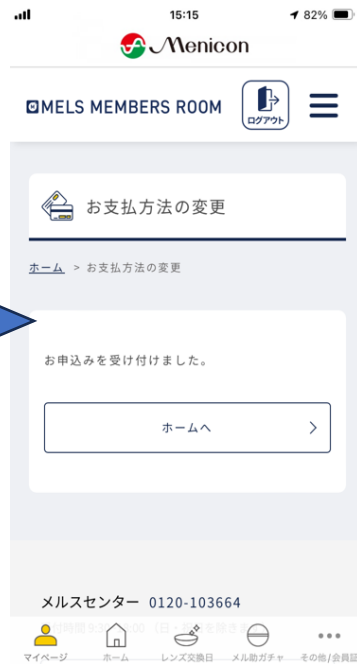 15:15
82%
Menicon
MELS MEMBERS ROOM
ログアウト
お支払方法の変更
ホーム > お支払方法の変更
お申込みを受け付けました。
ホームへ
メルスセンター 0120-103664
マイページ ホーム レンズ交換日 メル助ガチャ その他/会員証